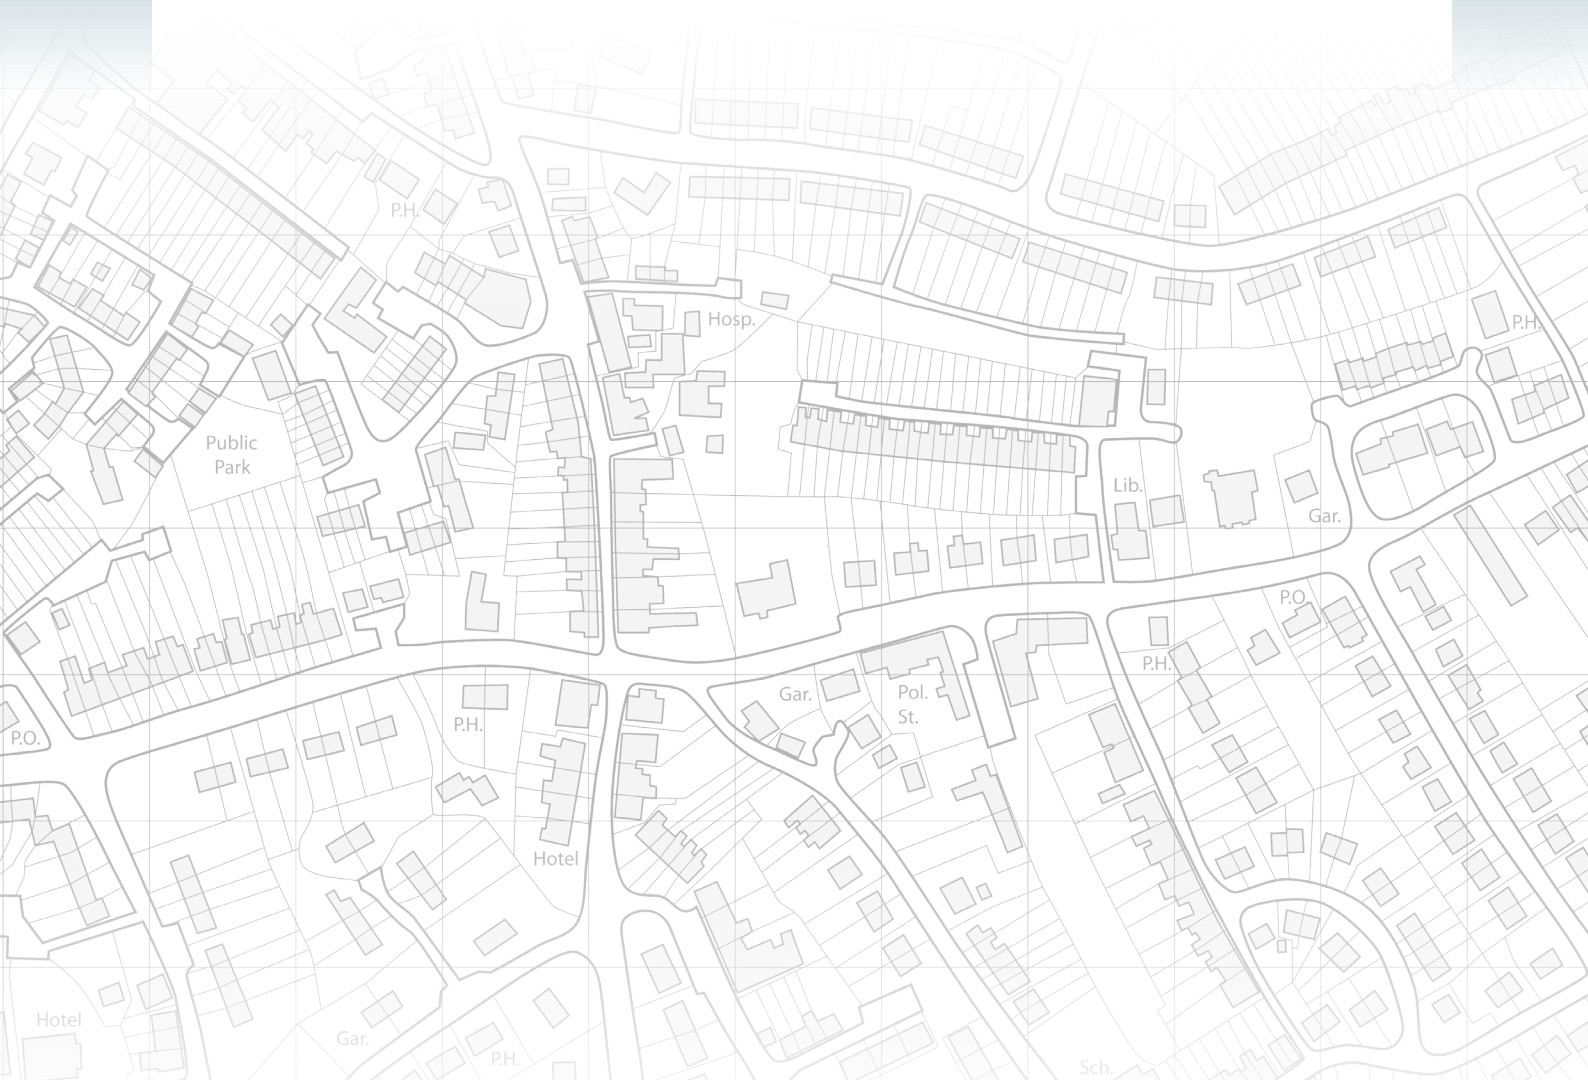 P.H.
Hosp.
P.H.
Public
Park
Lib.
Gar.
P.O.
P.H.
Gar.
Pol.
St.
P.H.
P.O.
Hotel
Hotel
Gar.
P.H.
Sch.